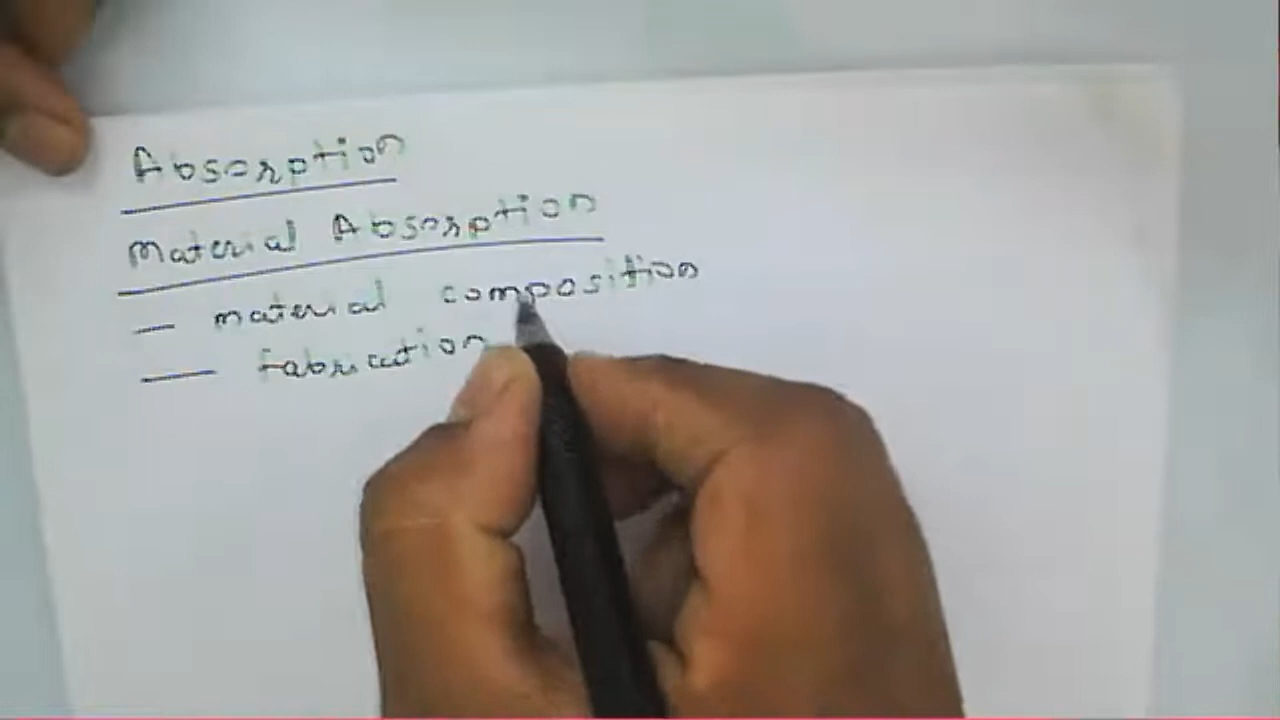 Absorption
Material Absorption
— material composition
— fabrication